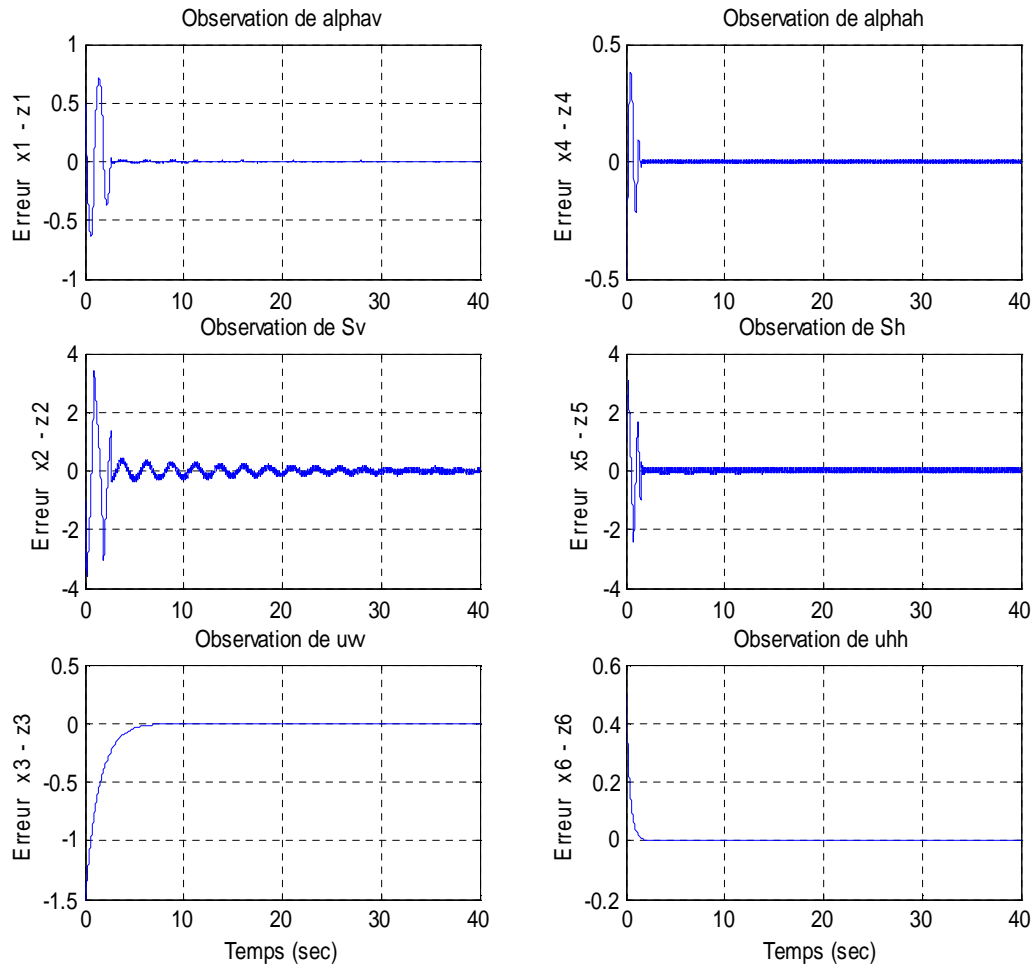 Observation de alphav
Erreur x1 - z1
1
0.5
0
-0.5
-1
0 10 20 30 40
Observation de alphah
Erreur x4 - z4
0.5
0
-0.5
0 10 20 30 40
Observation de Sv
Erreur x2 - z2
4
2
0
-2
-4
0 10 20 30 40
Observation de Sh
Erreur x5 - z5
4
2
0
-2
-4
0 10 20 30 40
Observation de uvv
Erreur x3 - z3
0.5
0
-0.5
-1
-1.5
0 10 20 30 40
Temps (sec)
Observation de uhh
Erreur x6 - z6
0.6
0.4
0.2
0
-0.2
0 10 20 30 40
Temps (sec)